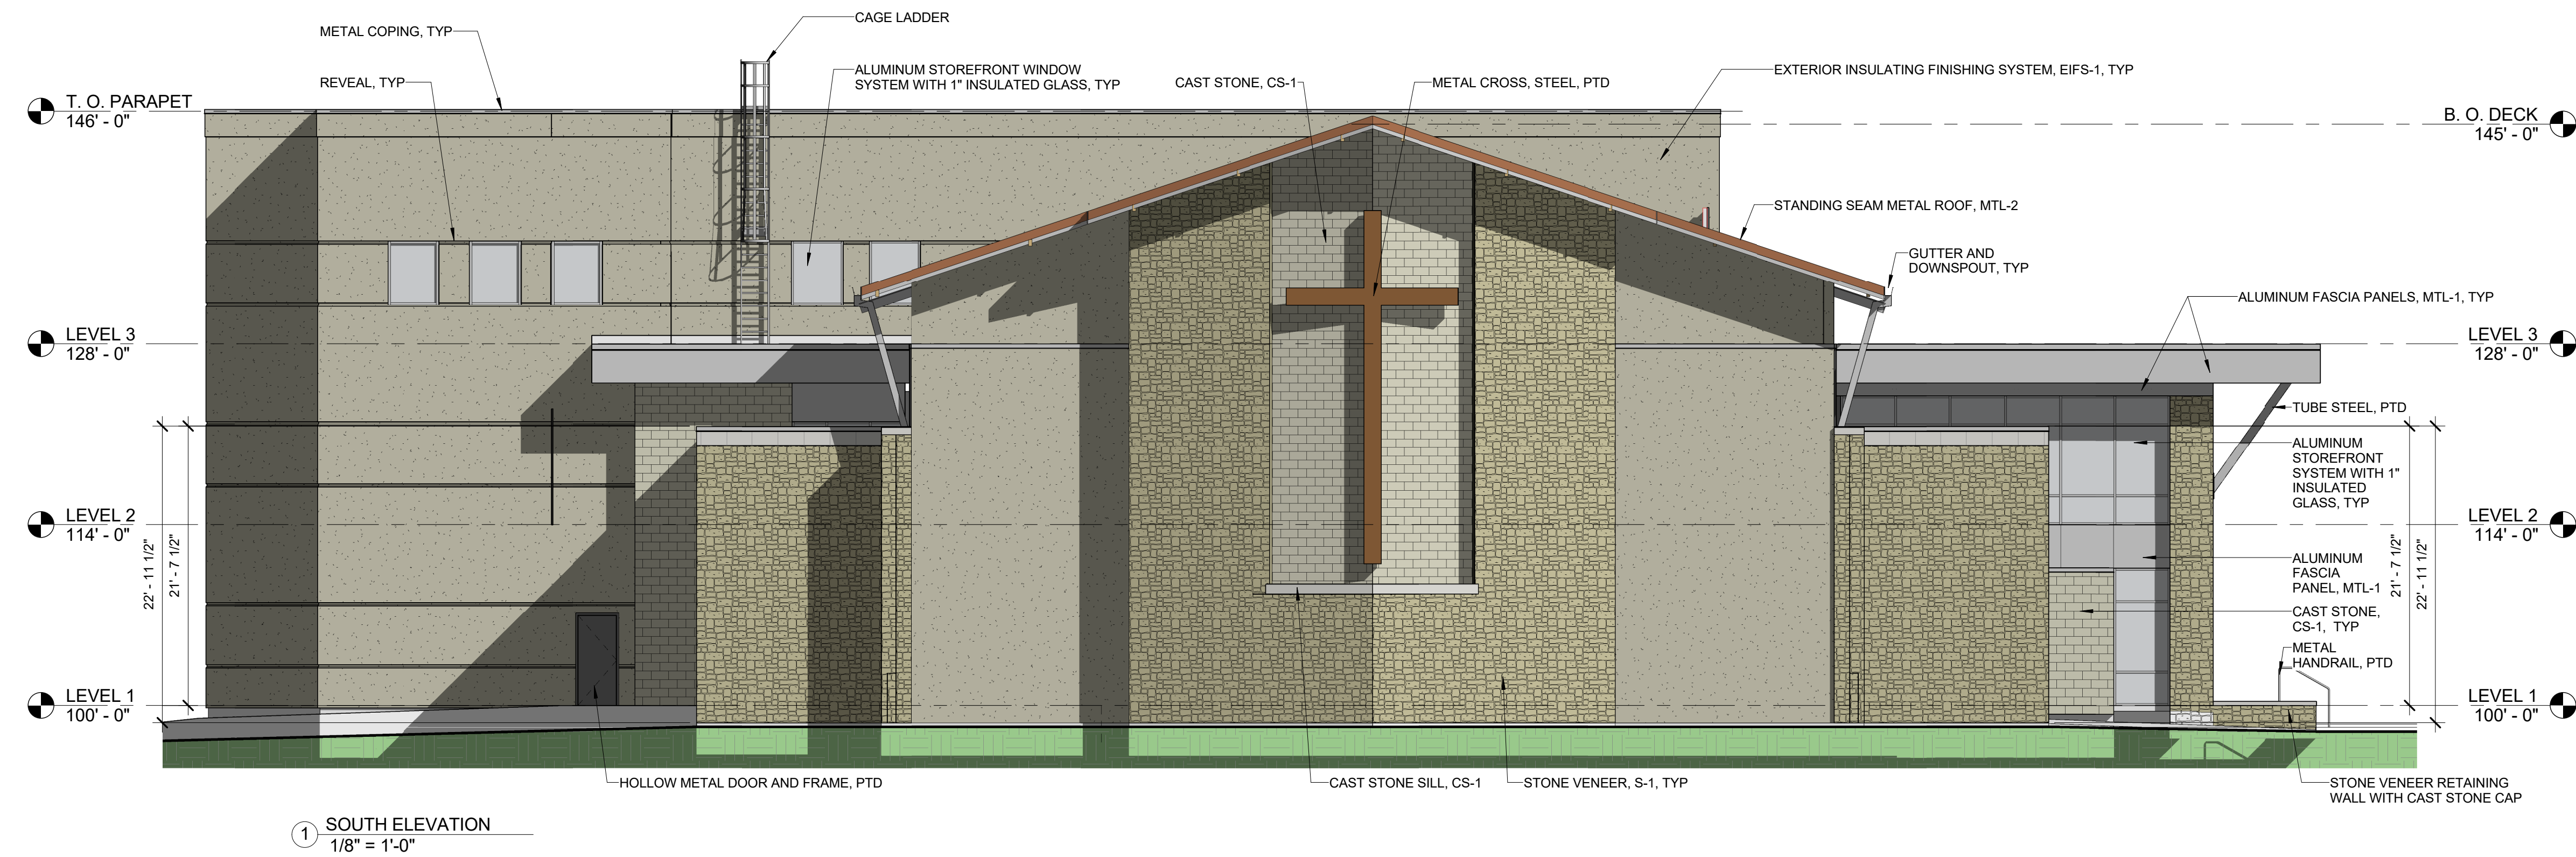 CAGE LADDER
METAL COPING, TYP
REVEAL, TYP
ALUMINUM STOREFRONT WINDOW
SYSTEM WITH 1" INSULATED GLASS, TYP
CAST STONE, CS-1
METAL CROSS, STEEL, PTD
EXTERIOR INSULATING FINISHING SYSTEM, EIFS-1, TYP
T. O. PARAPET
146' - 0"
B. O. DECK
145' - 0"
STANDING SEAM METAL ROOF, MTL-2
GUTTER AND
DOWNSPOUT, TYP
ALUMINUM FASCIA PANELS, MTL-1, TYP
LEVEL 3
128' - 0"
LEVEL 3
128' - 0"
TUBE STEEL, PTD
ALUMINUM
STOREFRONT
SYSTEM WITH 1"
INSULATED
GLASS, TYP
LEVEL 2
114' - 0"
LEVEL 2
114' - 0"
22' - 11 1/2"
21' - 7 1/2"
ALUMINUM
FASCIA
PANEL, MTL-1
21' - 7 1/2"
22' - 11 1/2"
CAST STONE,
CS-1, TYP
METAL
HANDRAIL, PTD
LEVEL 1
100' - 0"
LEVEL 1
100' - 0"
HOLLOW METAL DOOR AND FRAME, PTD
CAST STONE SILL, CS-1
STONE VENEER, S-1, TYP
STONE VENEER RETAINING
WALL WITH CAST STONE CAP
1 SOUTH ELEVATION
1/8" = 1'-0"